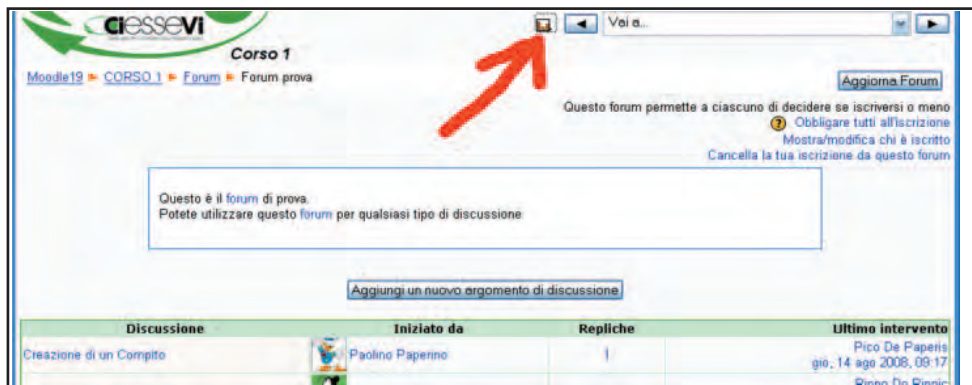 CiESSEVi
Corso 1
Vai a...
Moodle19 ► CORSO 1 ► Forum ► Forum prova
Aggiorna Forum
Questo forum permette a ciascuno di decidere se iscriversi o meno
? Obbligare tutti all'iscrizione
Mostra/modifica chi è iscritto
Cancella la tua iscrizione da questo forum
Questo è il forum di prova.
Potete utilizzare questo forum per qualsiasi tipo di discussione
Aggiungi un nuovo argomento di discussione
Discussione Iniziato da Repliche Ultimo intervento
Creazione di un Compito Paolino Paperino 1 Pico De Paperis
gio, 14 ago 2008, 09:17